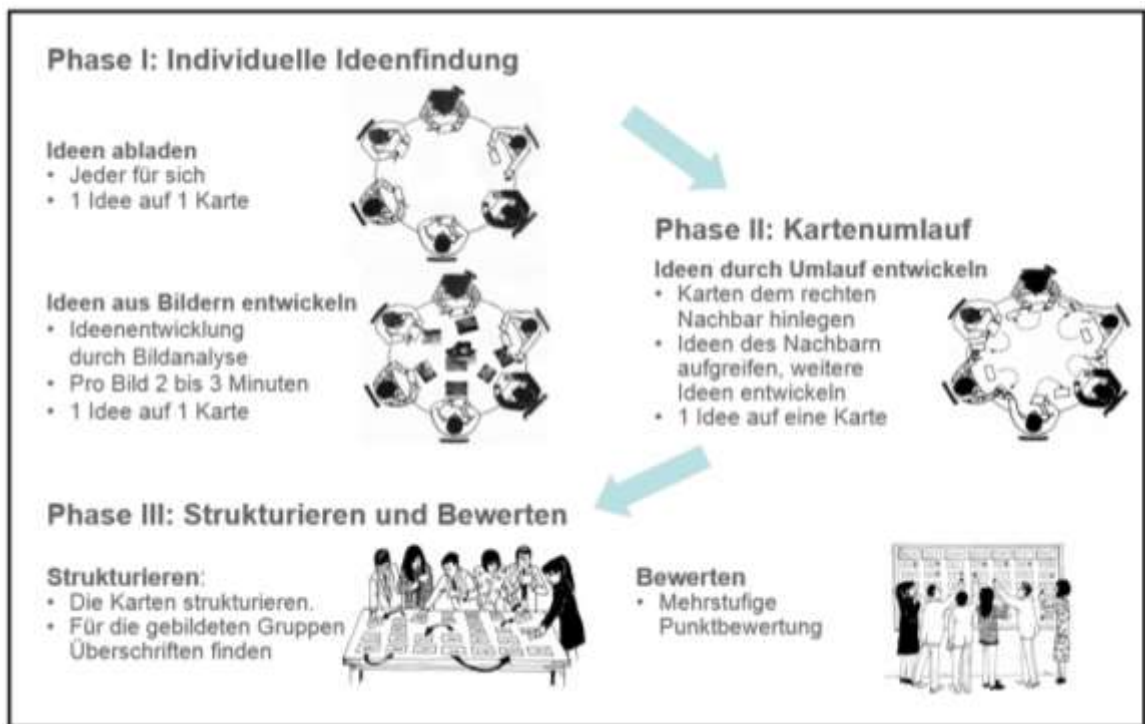 Phase I: Individuelle Ideenfindung
Ideen abladen
• Jeder für sich
• 1 Idee auf 1 Karte
Ideen aus Bildern entwickeln
• Ideenentwicklung
durch Bildanalyse
• Pro Bild 2 bis 3 Minuten
• 1 Idee auf 1 Karte
Phase II: Kartenumlauf
Ideen durch Umlauf entwickeln
• Karten dem rechten
Nachbar hinlegen
• Ideen des Nachbarn
aufgreifen, weitere
Ideen entwickeln
• 1 Idee auf eine Karte
Phase III: Strukturieren und Bewerten
Strukturieren:
• Die Karten strukturieren.
• Für die gebildeten Gruppen
Überschriften finden
Bewerten
• Mehrstufige
Punktbewertung